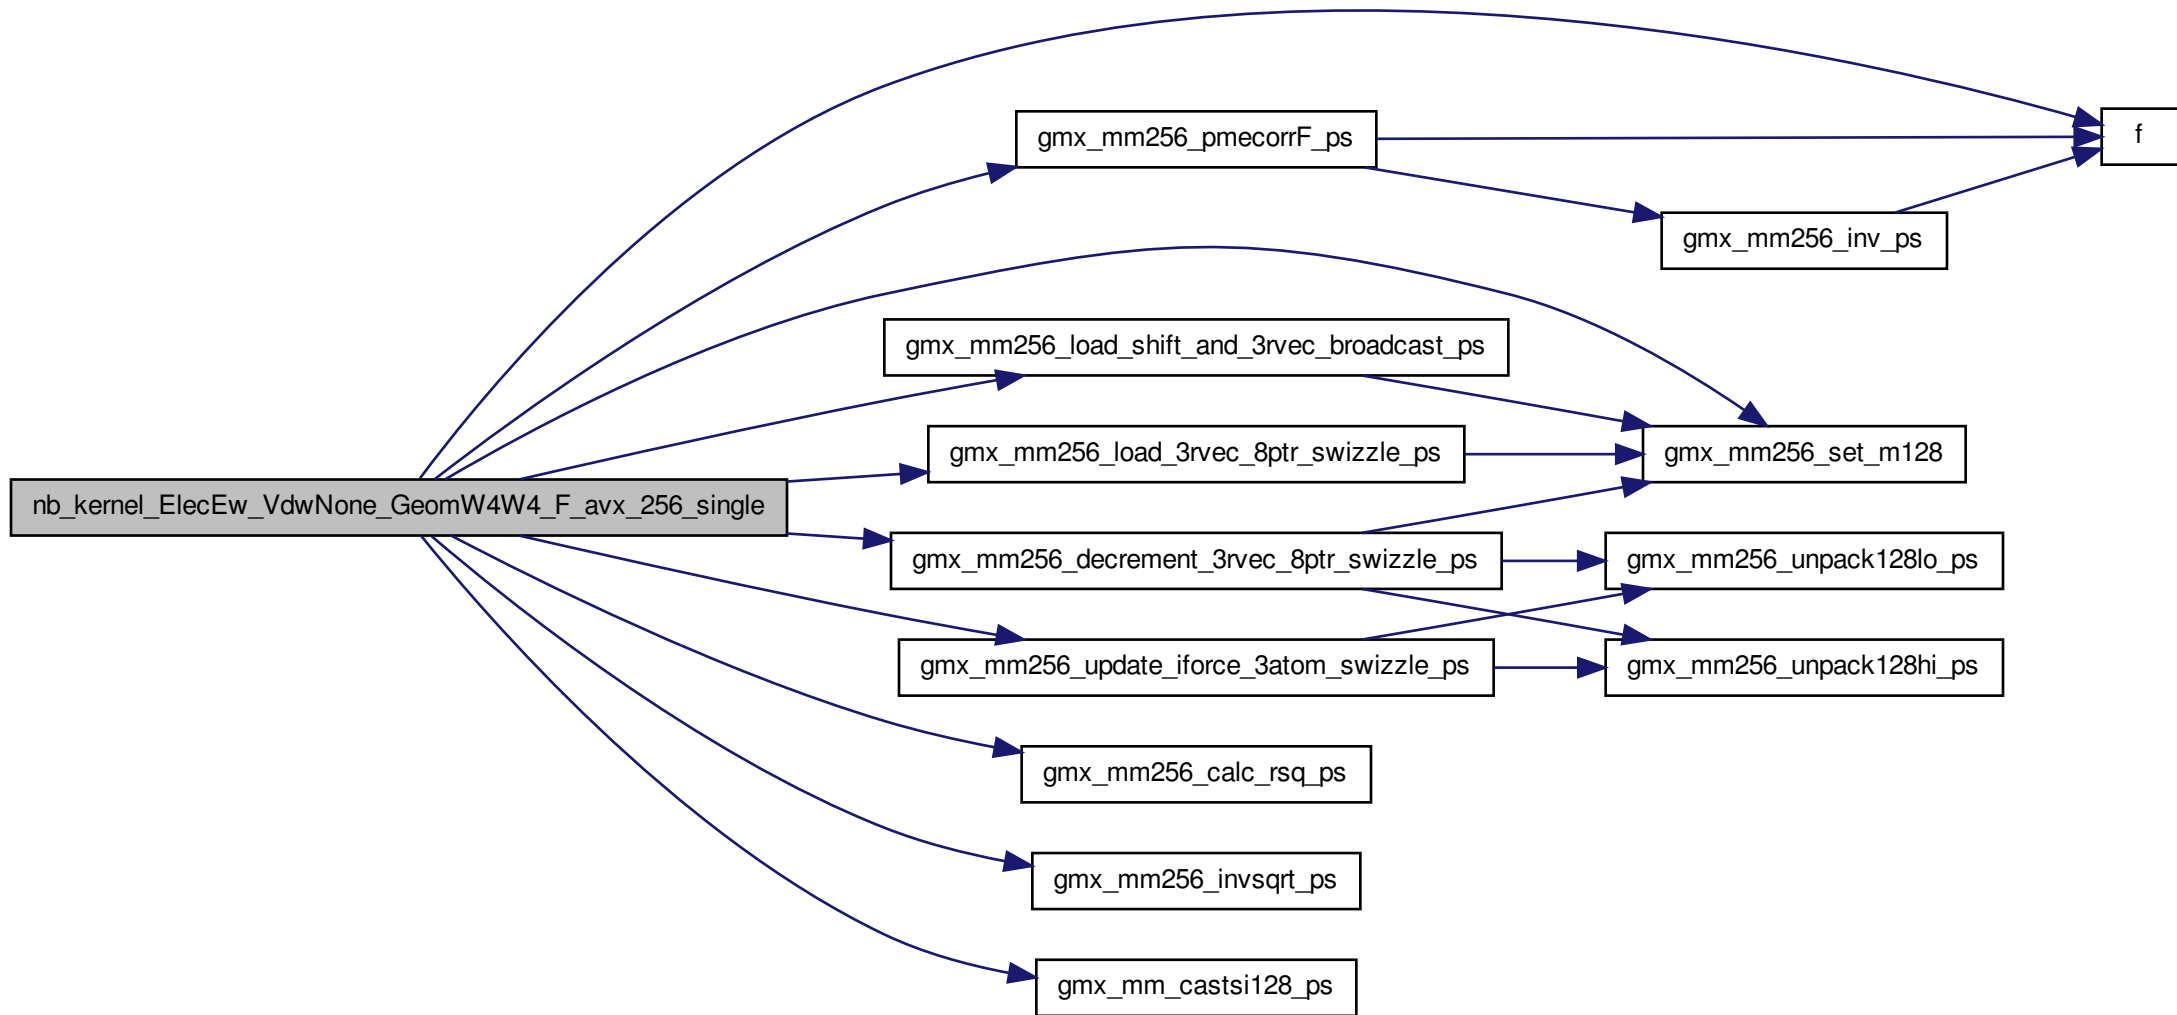 f
gmx_mm256_pmecorrF_ps
gmx_mm256_inv_ps
gmx_mm256_load_shift_and_3rvec_broadcast_ps
gmx_mm256_load_3rvec_8ptr_swizzle_ps
gmx_mm256_set_m128
nb_kernel_ElecEw_VdwNone_GeomW4W4_F_avx_256_single
gmx_mm256_decrement_3rvec_8ptr_swizzle_ps
gmx_mm256_unpack128lo_ps
gmx_mm256_update_iforce_3atom_swizzle_ps
gmx_mm256_unpack128hi_ps
gmx_mm256_calc_rsq_ps
gmx_mm256_invsqrt_ps
gmx_mm_castsi128_ps